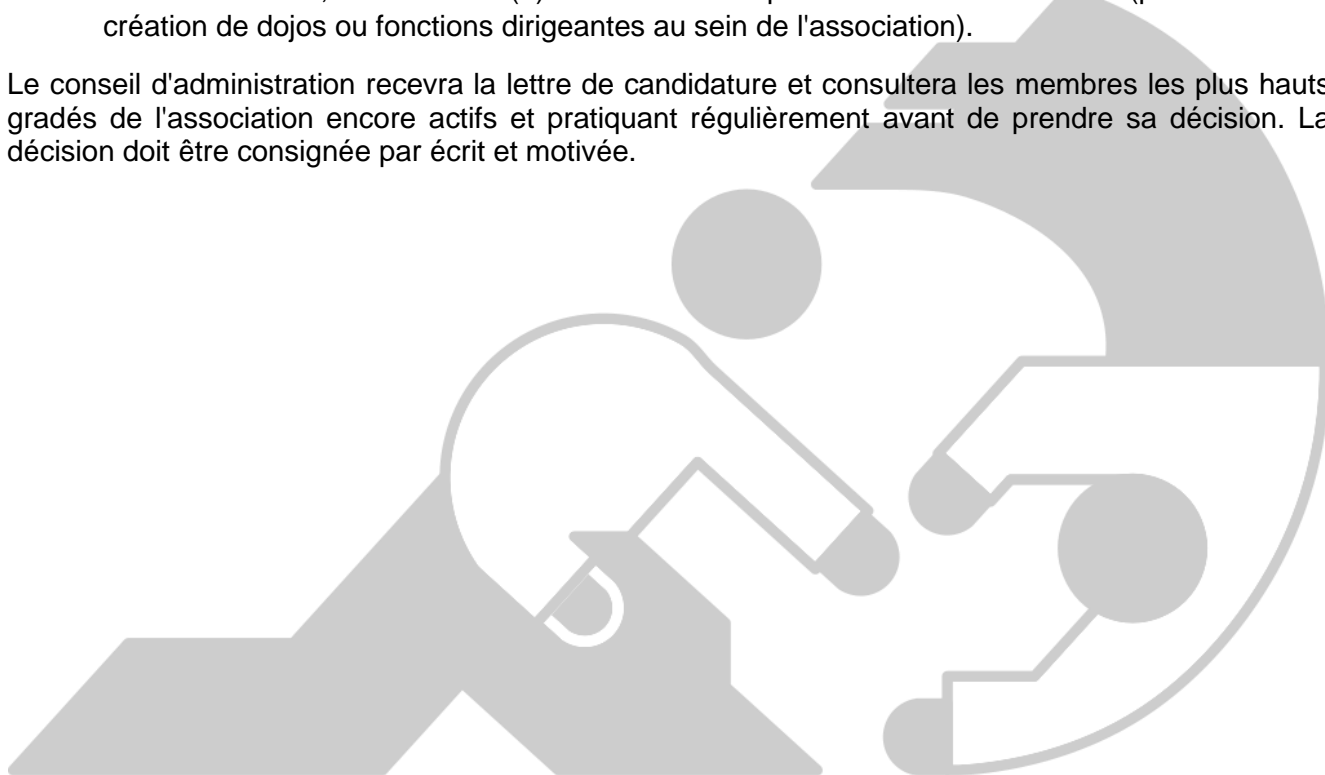 création de dojos ou fonctions dirigeantes au sein de l'association).
Le conseil d'administration recevra la lettre de candidature et consultera les membres les plus hauts
gradés de l'association encore actifs et pratiquant régulièrement avant de prendre sa décision. La
décision doit être consignée par écrit et motivée.